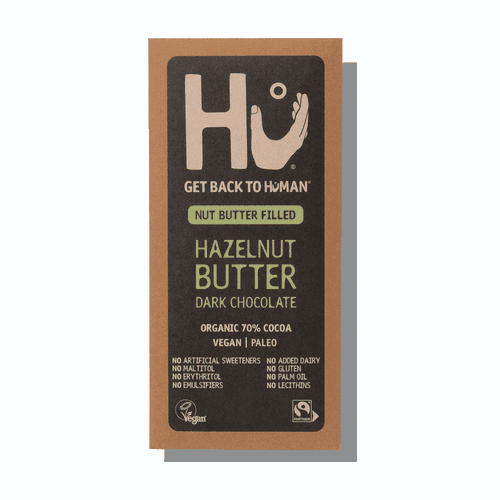 HU
GET BACK TO HUMAN
NUT BUTTER FILLED
HAZELNUT
BUTTER
DARK CHOCOLATE
ORGANIC 70% COCOA
VEGAN | PALEO
NO ARTIFICIAL SWEETENERS
NO MALTITOL
NO ERYTHRITOL
NO EMULSIFIERS
NO ADDED DAIRY
NO GLUTEN
NO PALM OIL
NO LECITHINS
Vegan